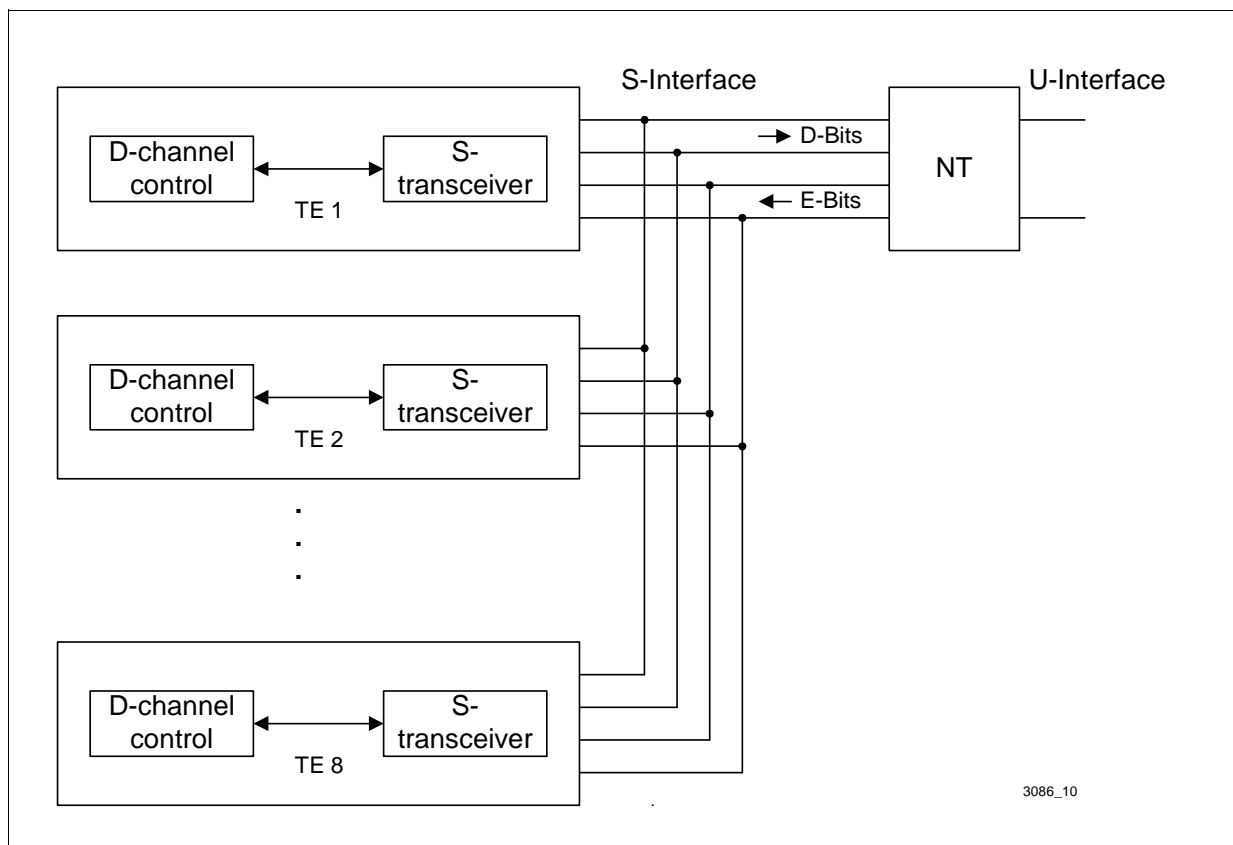 S-Interface
U-Interface
D-channel
control
S-
transceiver
TE 1
D-Bits
E-Bits
NT
D-channel
control
S-
transceiver
TE 2
.
.
.
D-channel
control
S-
transceiver
TE 8
3086_10